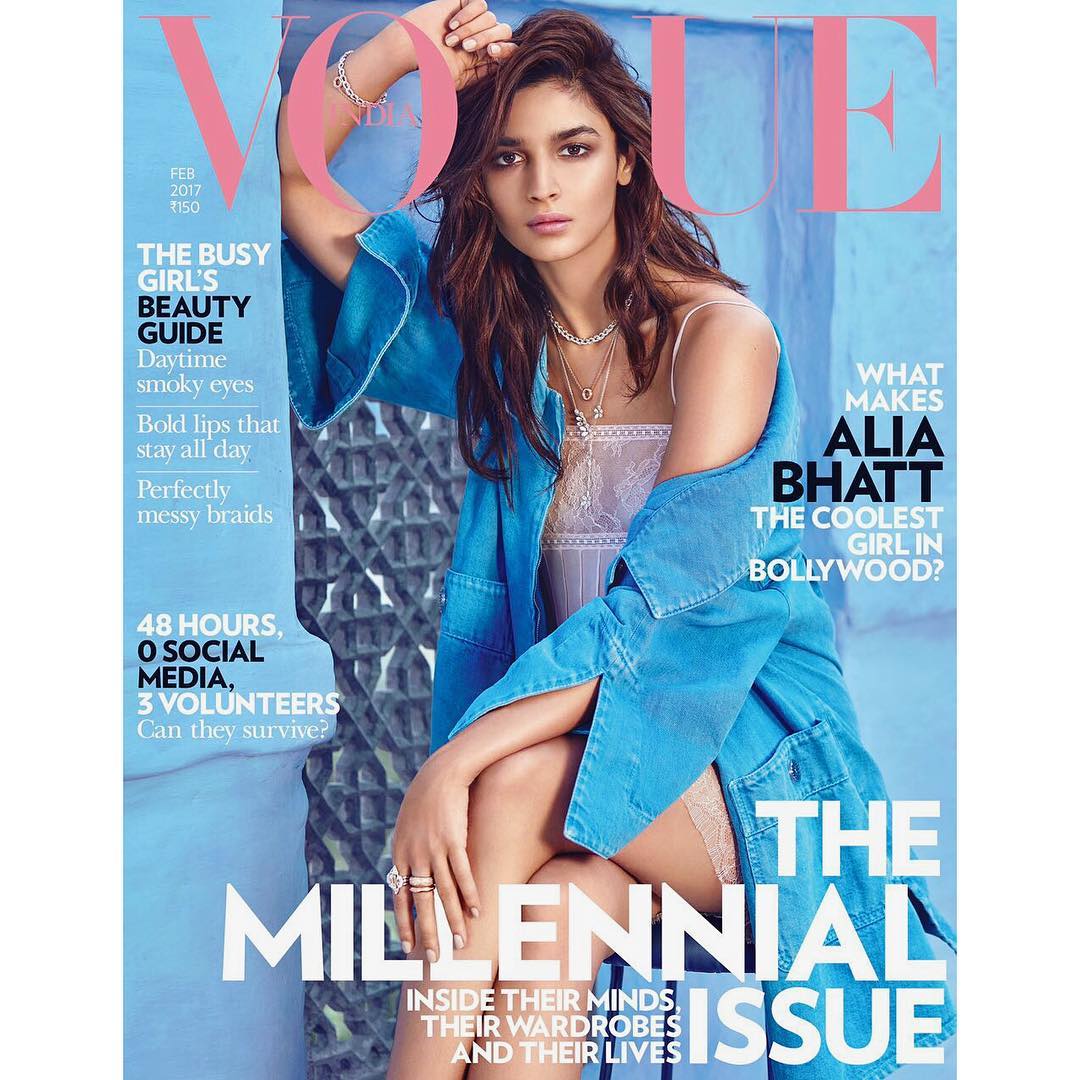 VOGUE
INDIA
FEB
2017
₹150
THE BUSY
GIRL'S
BEAUTY
GUIDE
Daytime
smoky eyes
Bold lips that
stay all day
Perfectly
messy braids
48 HOURS,
0 SOCIAL
MEDIA,
3 VOLUNTEERS
Can they survive?
WHAT
MAKES
ALIA
BHATT
THE COOLEST
GIRL IN
BOLLYWOOD?
THE
MILLENNIAL
ISSUE
INSIDE THEIR MINDS,
THEIR WARDROBES
AND THEIR LIVES